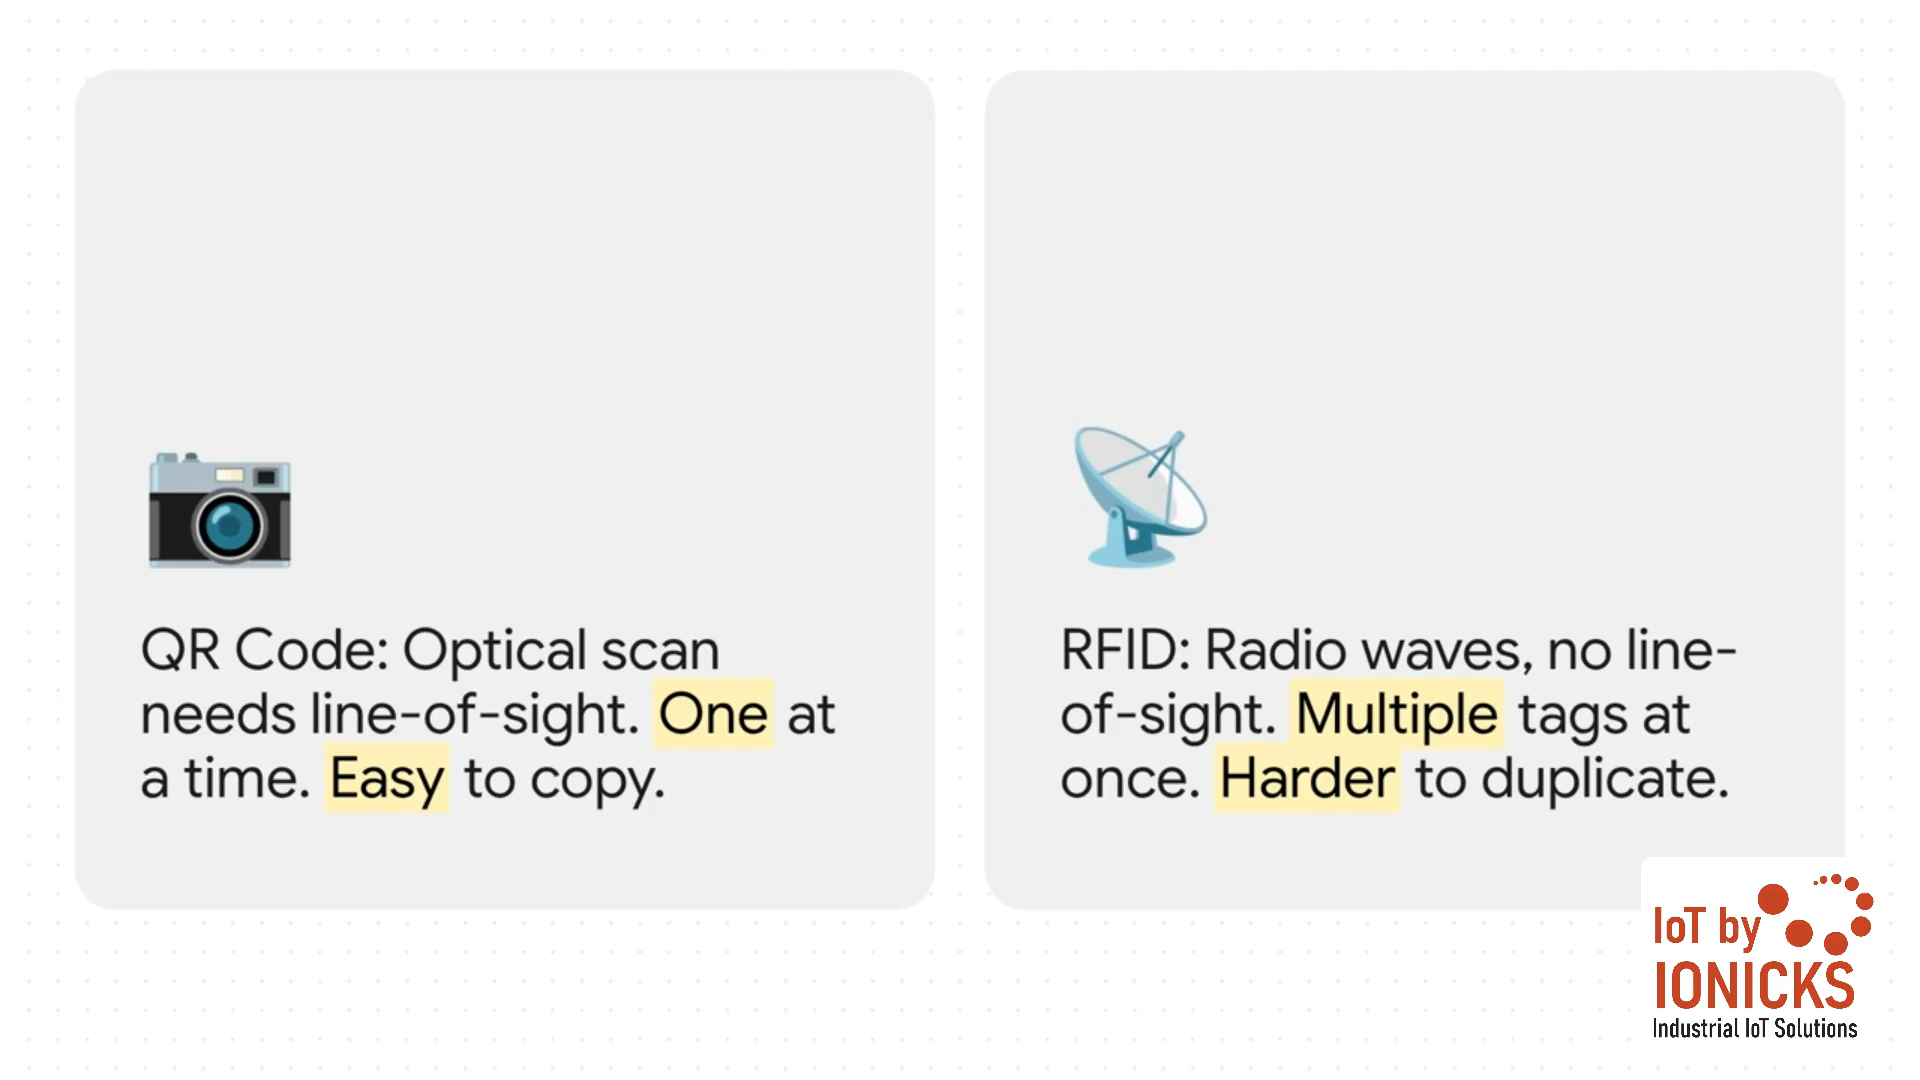 QR Code: Optical scan
needs line-of-sight. One at
a time. Easy to copy.
RFID: Radio waves, no line-
of-sight. Multiple tags at
once. Harder to duplicate.
IoT by
IONICKS
Industrial IoT Solutions